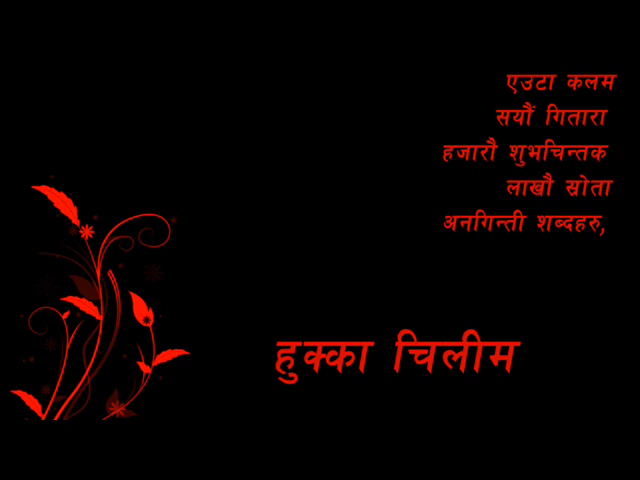 एउटा कलम
सयौं गितारा
हजारौ शुभचिन्तक
लाखौ स्रोता
अनगिन्ती शब्दहरु,
हुक्का चिलीम